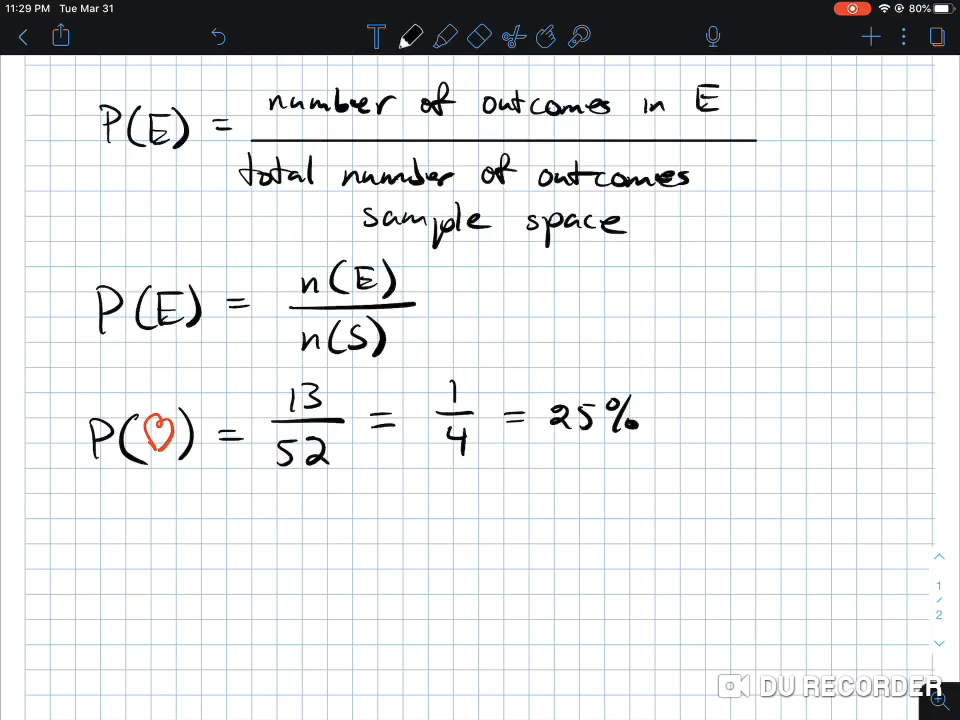 11:29 PM Tue Mar 31
80%
P(E) = number of outcomes in E
total number of outcomes
sample space
P(E) = n(E)
n(S)
P(♡) = 13/52 = 1/4 = 25%
1
2
DU RECORDER